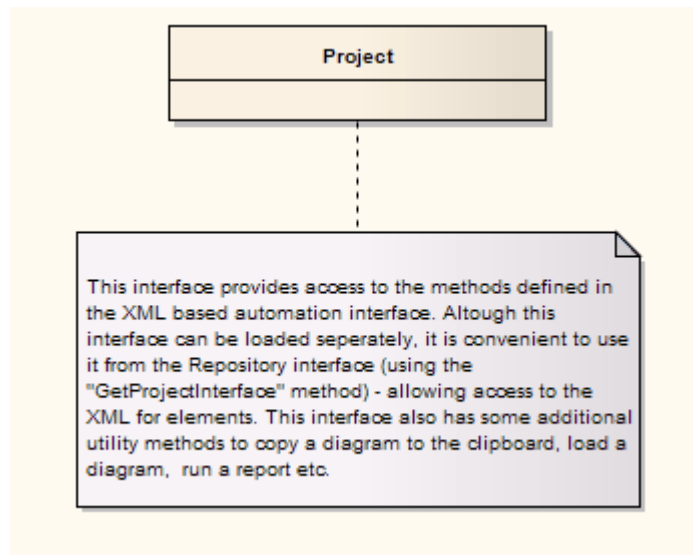 Project
This interface provides access to the methods defined in
the XML based automation interface. Altough this
interface can be loaded seperately, it is convenient to use
it from the Repository interface (using the
"GetProjectInterface" method) - allowing access to the
XML for elements. This interface also has some additional
utility methods to copy a diagram to the clipboard, load a
diagram,  run a report etc.